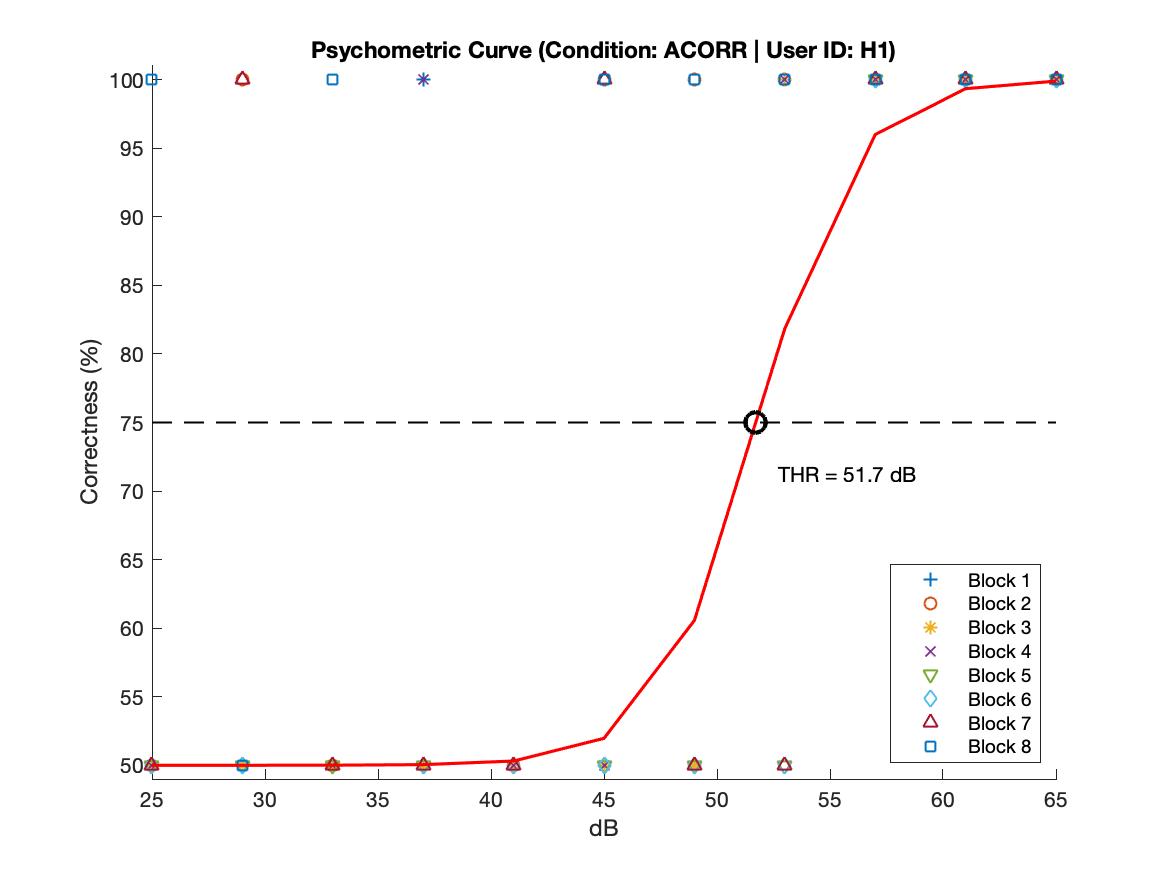 Psychometric Curve (Condition: ACORR | User ID: H1)
100
95
90
85
80
75
70
65
60
55
50
Correctness (%)
THR = 51.7 dB
Block 1
Block 2
Block 3
Block 4
Block 5
Block 6
Block 7
Block 8
25 30 35 40 45 50 55 60 65
dB